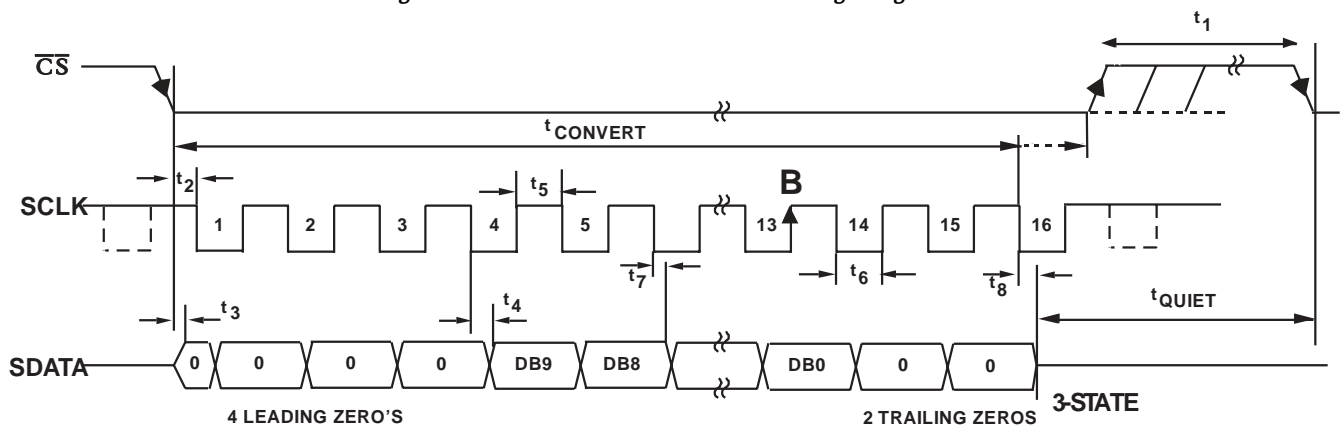 t1
CS
tCONVERT
t2
t5
B
SCLK
1 2 3 4 5 13 14 15 16
t7
t6
t8
t4
t3
tQUIET
SDATA
0 0 0 0 DB9 DB8 DB0 0 0
3-STATE
4 LEADING ZERO'S
2 TRAILING ZEROS